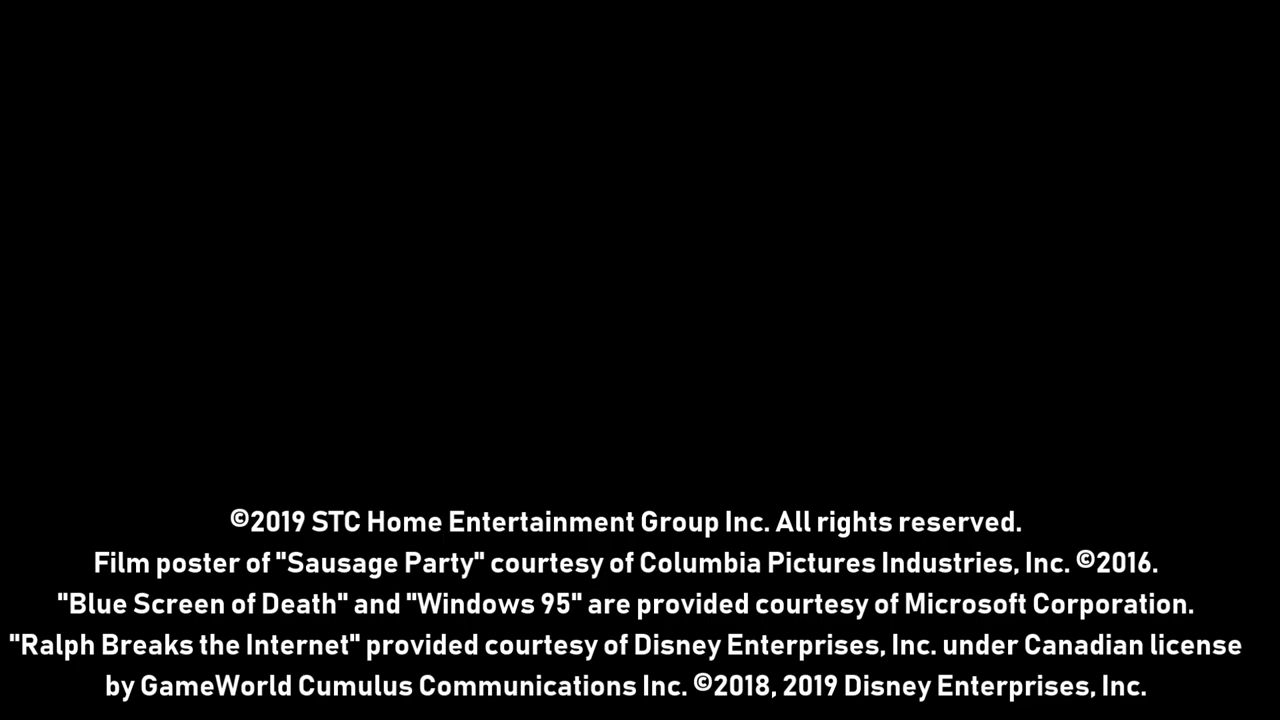 ©2019 STC Home Entertainment Group Inc. All rights reserved.
Film poster of "Sausage Party" courtesy of Columbia Pictures Industries, Inc. ©2016.
"Blue Screen of Death" and "Windows 95" are provided courtesy of Microsoft Corporation.
"Ralph Breaks the Internet" provided courtesy of Disney Enterprises, Inc. under Canadian license
by GameWorld Cumulus Communications Inc. ©2018, 2019 Disney Enterprises, Inc.